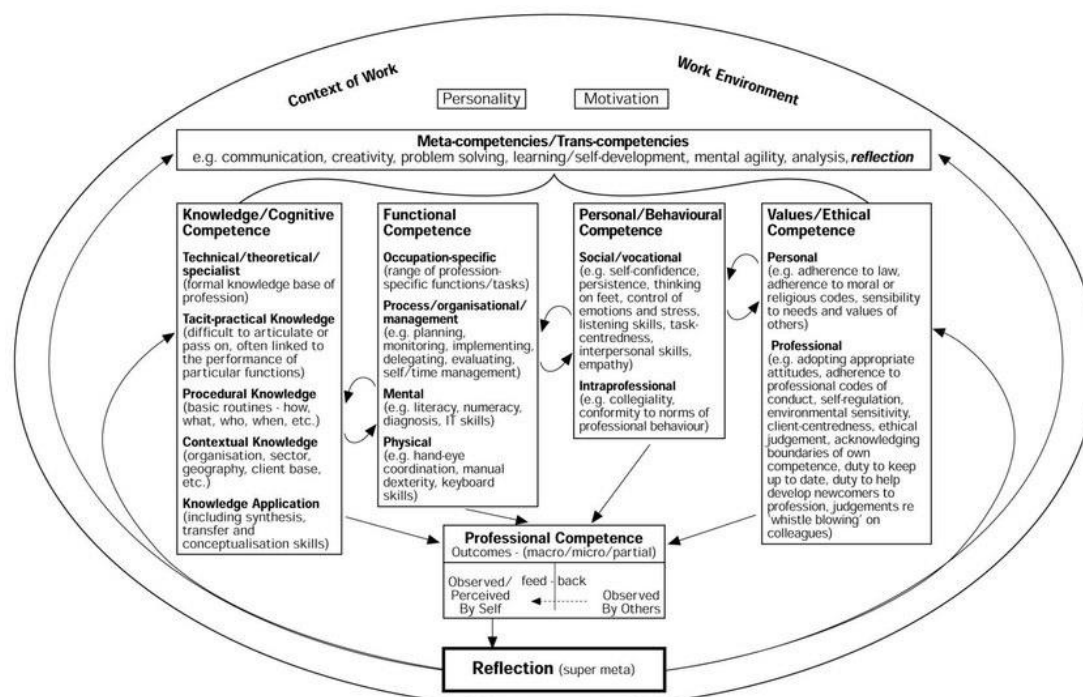 Context of Work
Work Environment
Personality
Motivation
Meta-competencies/Trans-competencies
e.g. communication, creativity, problem solving, learning/self-development, mental agility, analysis, reflection
Knowledge/Cognitive
Competence
Technical/theoretical/
specialist
(formal knowledge base of
profession)
Tacit-practical Knowledge
(difficult to articulate or
pass on, often linked to
the performance of
particular functions)
Procedural Knowledge
(basic routines - how,
what, who, when, etc.)
Contextual Knowledge
(organisation, sector,
geography, client base,
etc.)
Knowledge Application
(including synthesis,
transfer and
conceptualisation skills)
Functional
Competence
Occupation-specific
(range of profession-
specific functions/tasks)
Process/organisational/
management
(e.g. planning,
monitoring, implementing,
delegating, evaluating,
self/time management)
Mental
(e.g. literacy, numeracy,
diagnosis, IT skills)
Physical
(e.g. hand-eye
coordination, manual
dexterity, keyboard
skills)
Personal/Behavioural
Competence
Social/vocational
(e.g. self-confidence,
persistence, thinking
on feet, control of
emotions and stress,
listening skills, task-
centredness,
interpersonal skills,
empathy)
Intraprofessional
(e.g. collegiality,
conformity to norms of
professional behaviour)
Values/Ethical
Competence
Personal
(e.g. adherence to law,
adherence to moral or
religious codes, sensibility
to needs and values of
others)
Professional
(e.g. adopting appropriate
attitudes, adherence to
professional codes of
conduct, self-regulation,
environmental sensitivity,
client-centredness, ethical
judgement, acknowledging
boundaries of own
competence, duty to keep
up to date, duty to help
develop newcomers to
profession, judgements re
'whistle blowing' on
colleagues)
Professional Competence
Outcomes - (macro/micro/partial)
Observed/
Perceived
By Self
feed - back
Observed
By Others
Reflection (super meta)